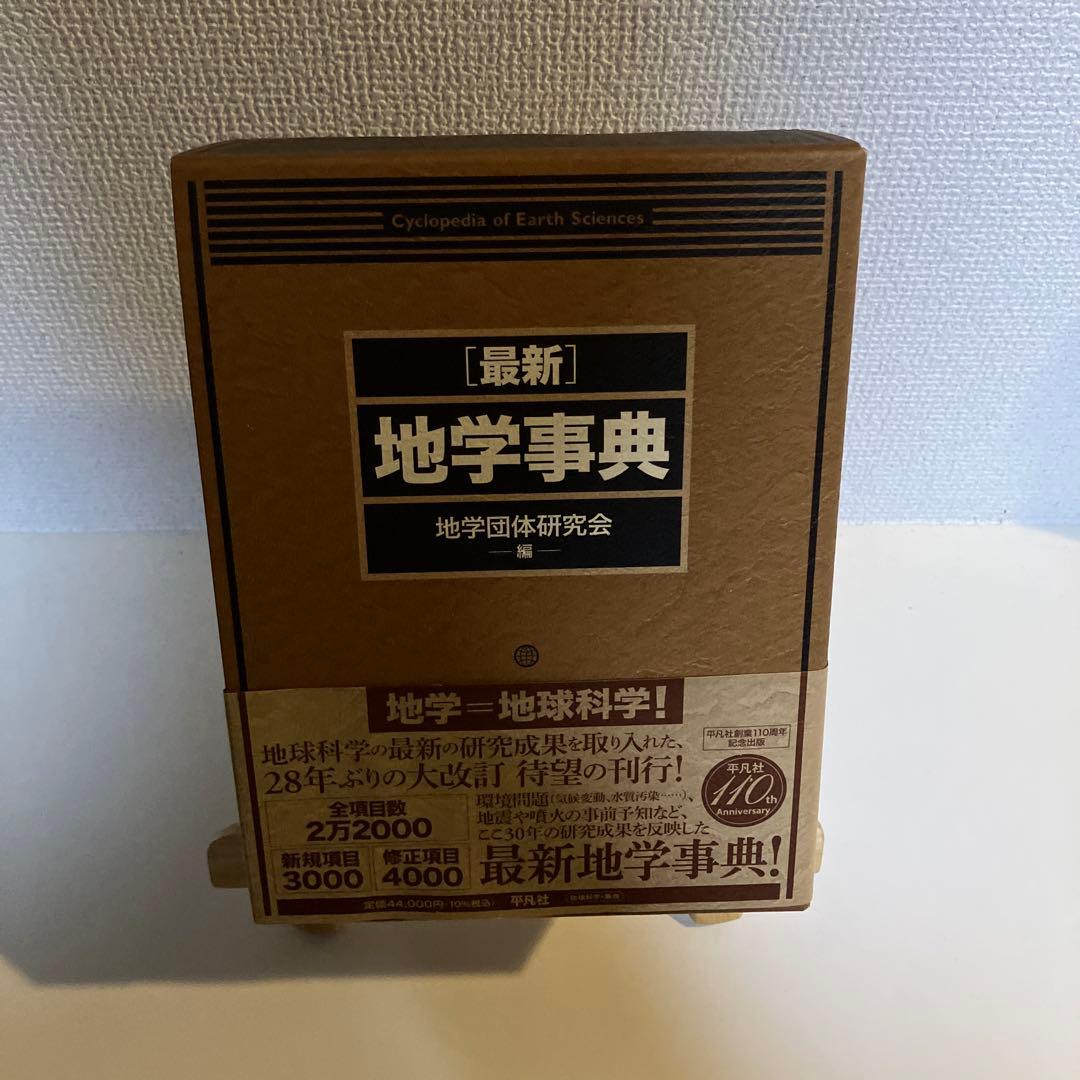 Cyclopedia of Earth Sciences
[最新]
地学事典
地学団体研究会
編
地学=地球科学!
地球科学の最新の研究成果を取り入れた、
28年ぶりの大改訂 待望の刊行!
平凡社創業110周年
記念出版
平凡社
110th
Anniversary
全項目数
2万2000
新規項目
3000
修正項目
4000
環境問題(気候変動、水質汚染……)、
地震や噴火の事前予知など、
ここ30年の研究成果を反映した
最新地学事典!
定価44,000円 10%税込)
平凡社
地球科学・事典